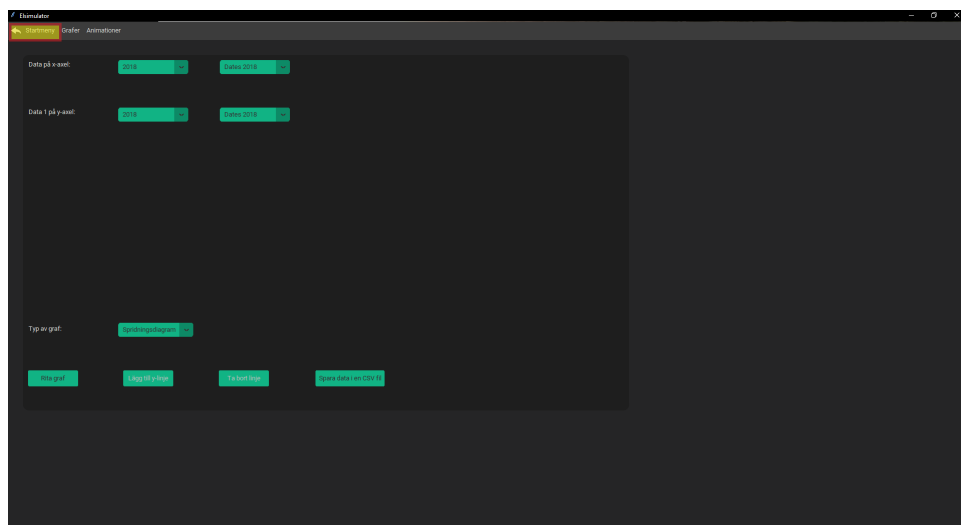 Elsimulator
Startmeny Grafer Animationer
Data på x-axel: 2018 Dates 2018
Data 1 på y-axel: 2018 Dates 2018
Typ av graf: Spridningsdiagram
Rita graf Lägg till y-linje Ta bort linje Spara data i en CSV fil